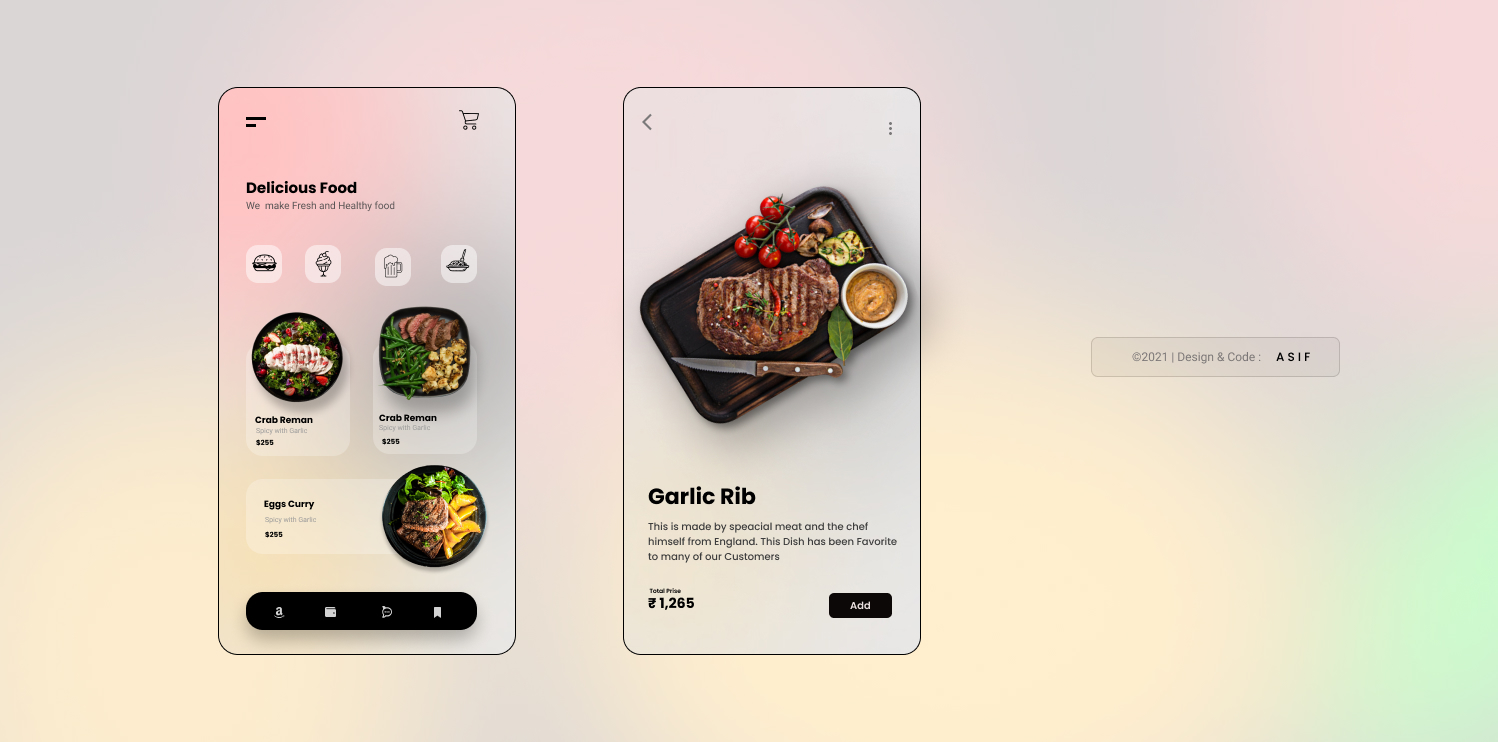 Delicious Food
We make Fresh and Healthy food
Crab Reman
Spicy with Garlic
$255
Crab Reman
Spicy with Garlic
$255
Eggs Curry
Spicy with Garlic
$255
Garlic Rib
This is made by speacial meat and the chef
himself from England. This Dish has been Favorite
to many of our Customers
Total Prise
₹ 1,265
Add
©2021 | Design & Code : ASIF